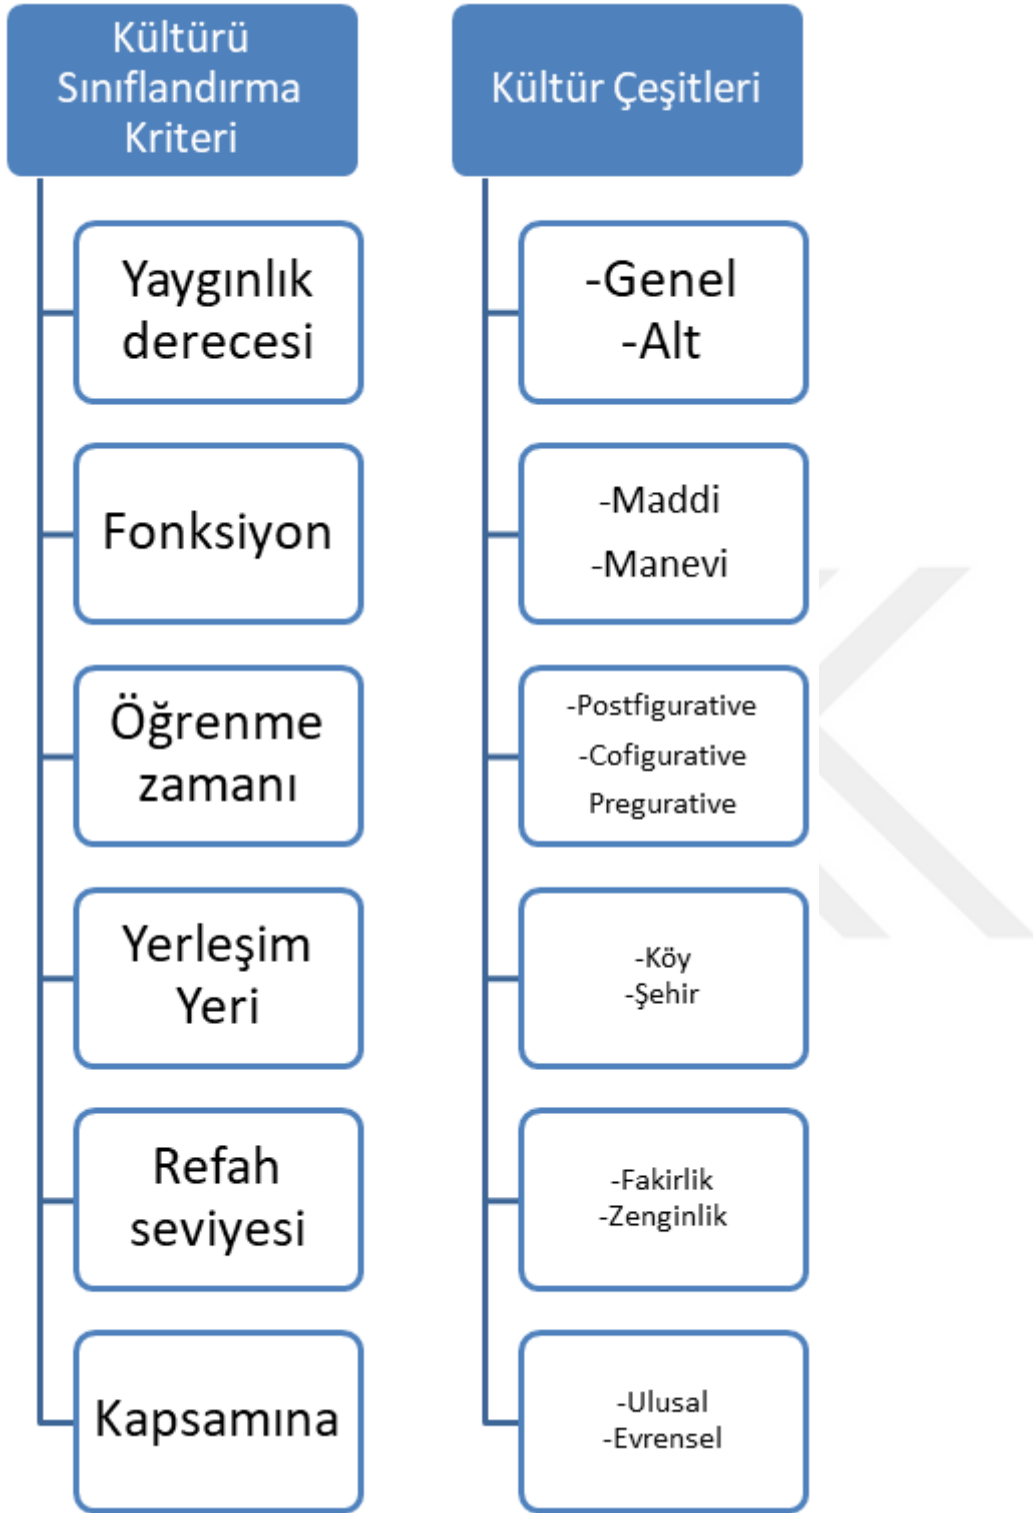 Kültürü
Sınıflandırma
Kriteri
Yaygınlık
derecesi
Fonksiyon
Öğrenme
zamanı
Yerleşim
Yeri
Refah
seviyesi
Kapsamına
Kültür Çeşitleri
-Genel
-Alt
-Maddi
-Manevi
-Postfigurative
-Cofigurative
Pregurative
-Köy
-Şehir
-Fakirlik
-Zenginlik
-Ulusal
-Evrensel